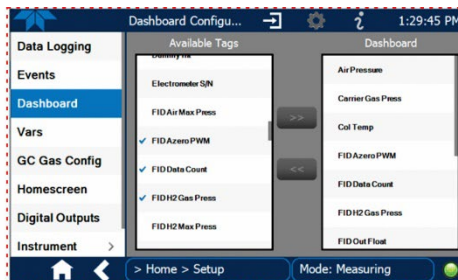 Dashboard Configu...
1:29:45 PM
Data Logging
Events
Dashboard
Vars
GC Gas Config
Homescreen
Digital Outputs
Instrument >
Available Tags
Electrometer S/N
FID Air Max Press
FID Azero PWM
FID Data Count
FID H2 Gas Press
FID H2 Max Press
>>
<<
Dashboard
Air Pressure
Carrier Gas Press
Col Temp
FID Azero PWM
FID Data Count
FID H2 Gas Press
FID Out Float
> Home > Setup
Mode: Measuring